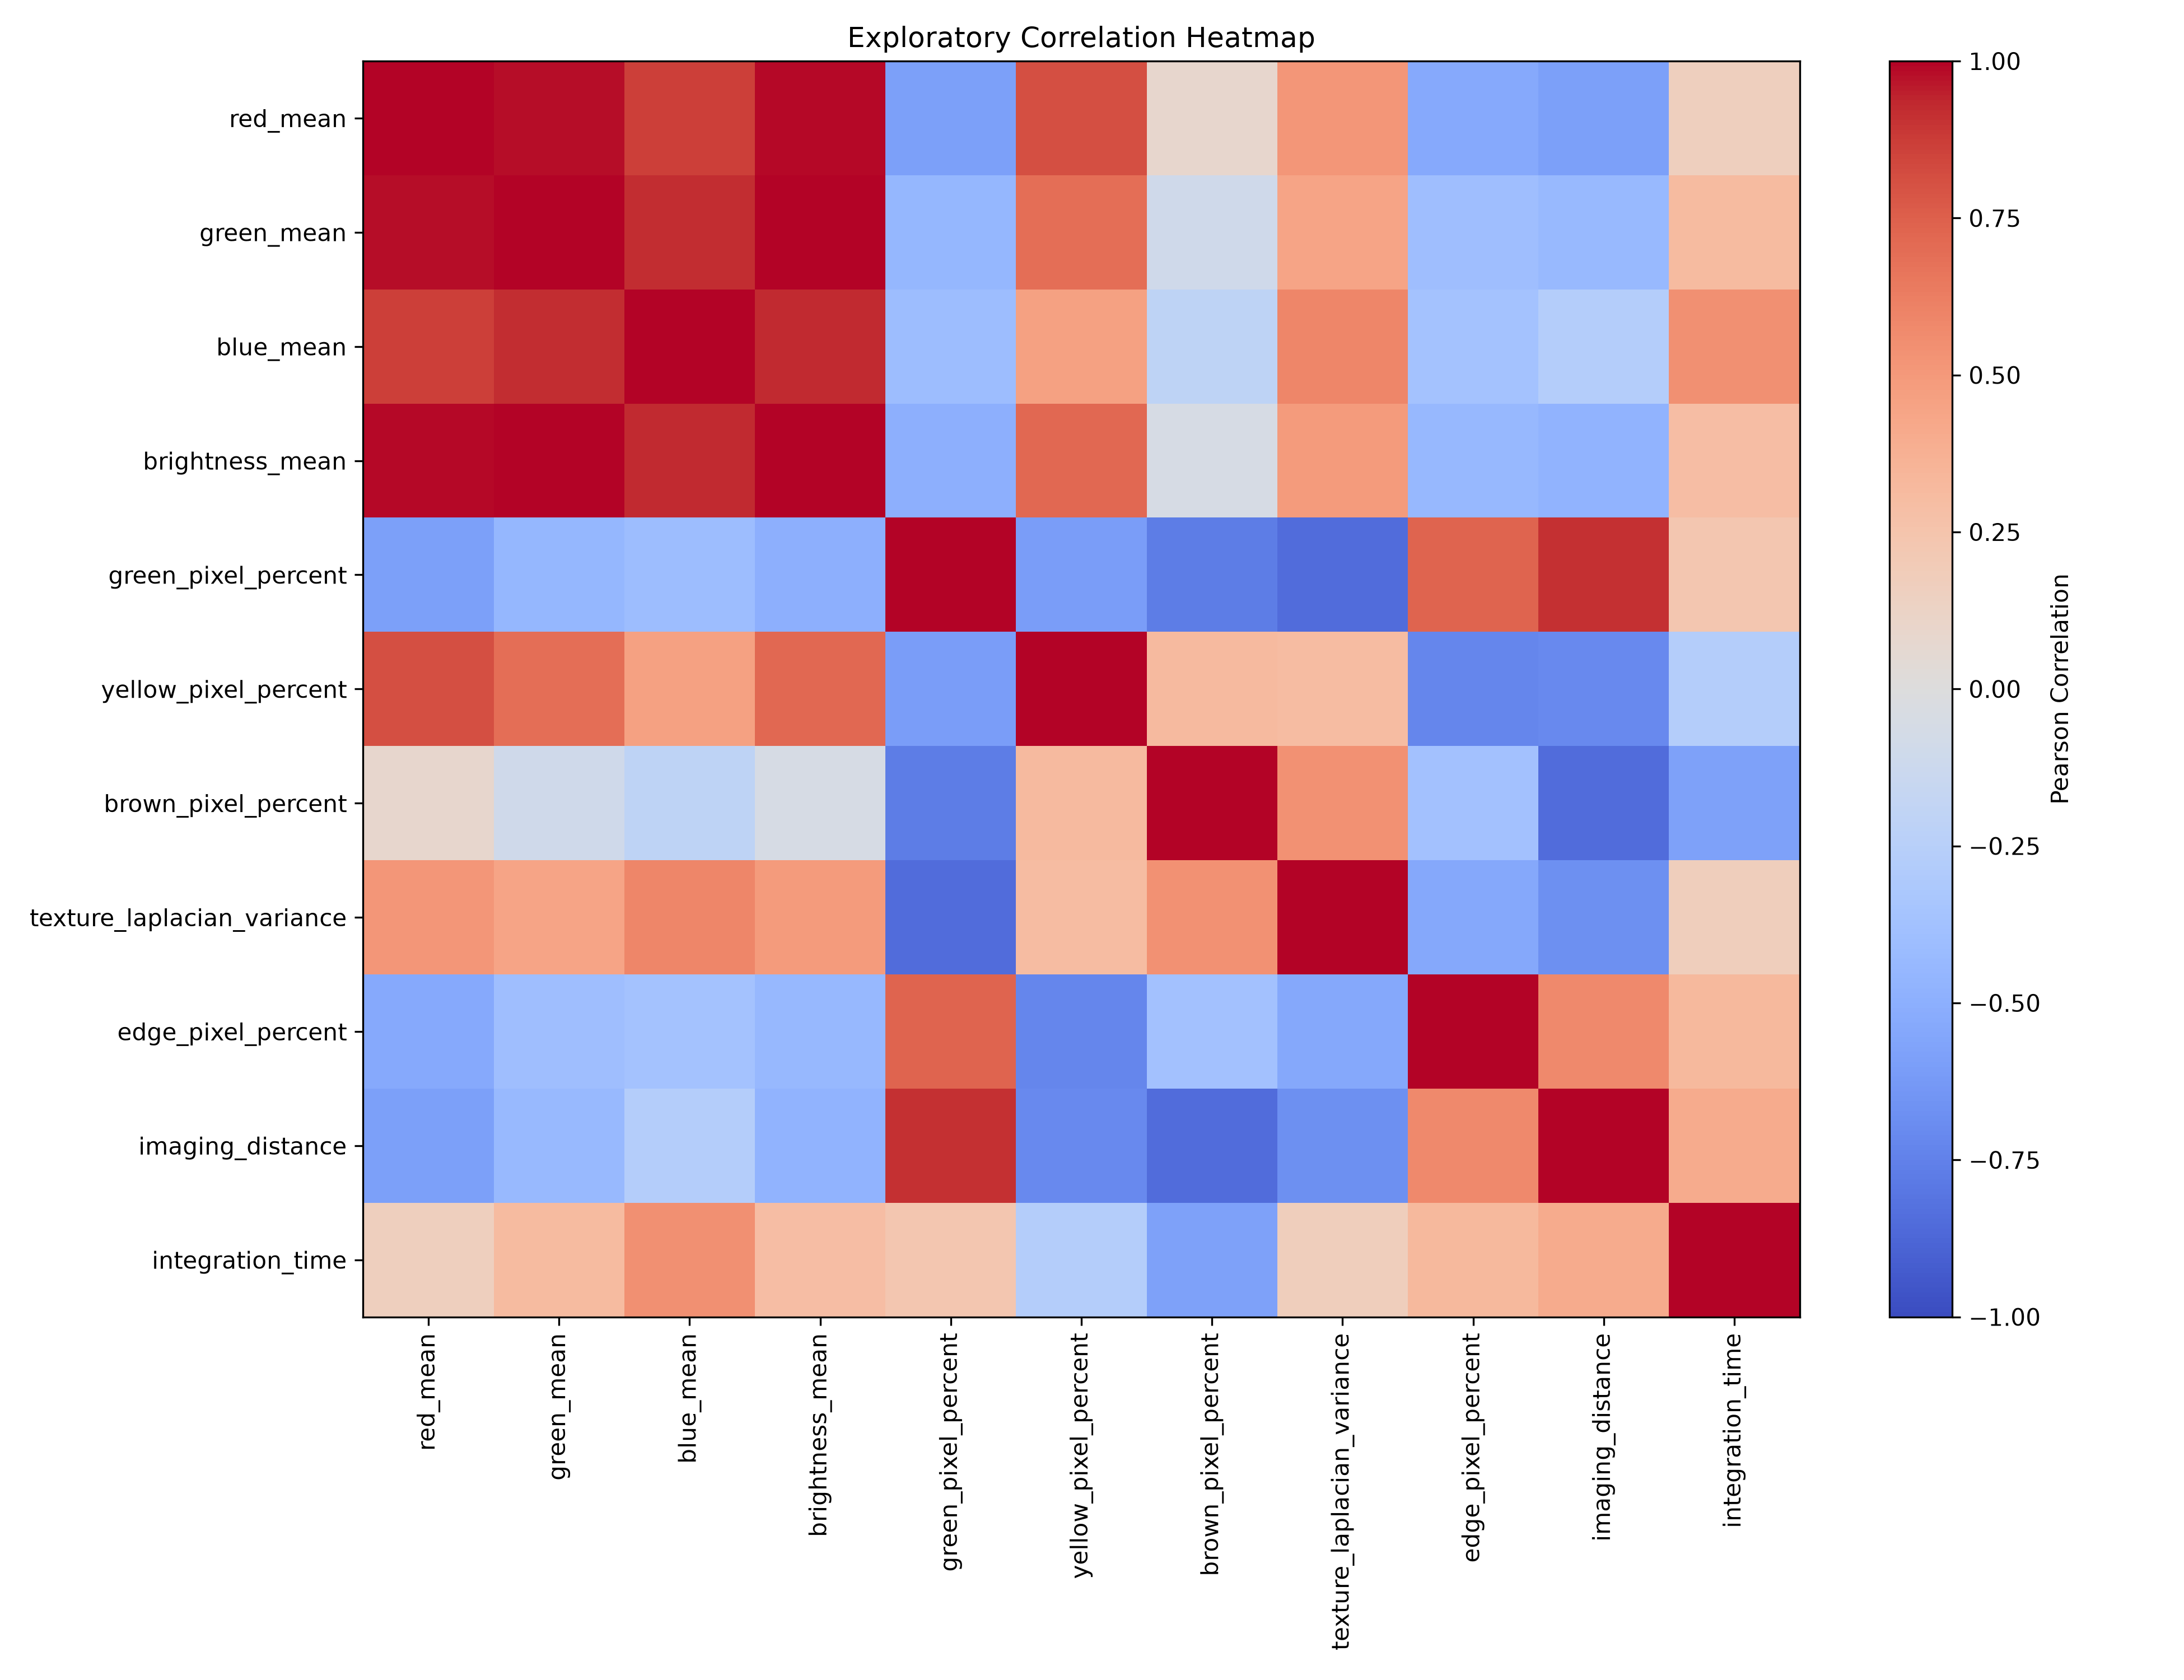 Exploratory Correlation Heatmap
red_mean
green_mean
blue_mean
brightness_mean
green_pixel_percent
yellow_pixel_percent
brown_pixel_percent
texture_laplacian_variance
edge_pixel_percent
imaging_distance
integration_time
red_mean
green_mean
blue_mean
brightness_mean
green_pixel_percent
yellow_pixel_percent
brown_pixel_percent
texture_laplacian_variance
edge_pixel_percent
imaging_distance
integration_time
1.00
0.75
0.50
0.25
0.00
−0.25
−0.50
−0.75
−1.00
Pearson Correlation